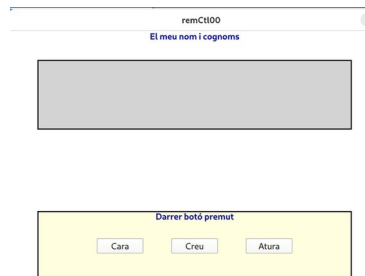 remCtl00
El meu nom i cognoms
Darrer botó premut
Cara Creu Atura